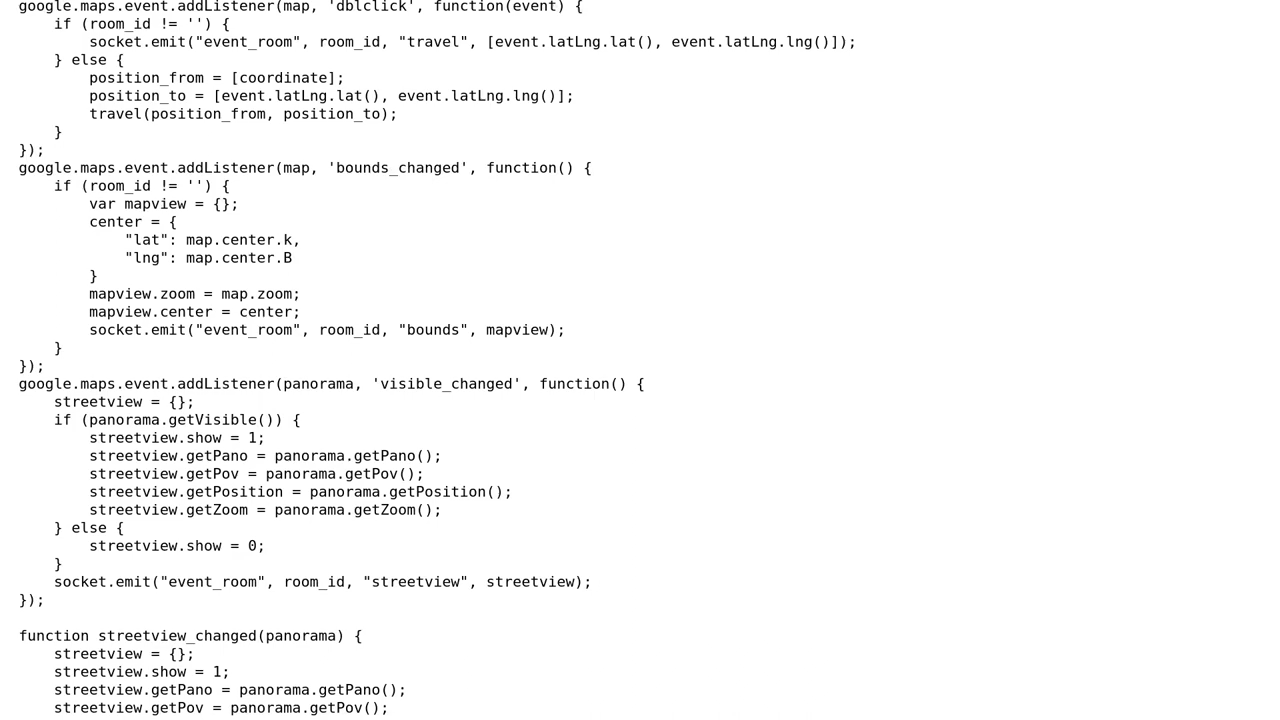 google.maps.event.addListener(map, 'dblclick', function(event) {
    if (room_id != '') {
        socket.emit("event_room", room_id, "travel", [event.latLng.lat(), event.latLng.lng()]);
    } else {
        position_from = [coordinate];
        position_to = [event.latLng.lat(), event.latLng.lng()];
        travel(position_from, position_to);
    }
});
google.maps.event.addListener(map, 'bounds_changed', function() {
    if (room_id != '') {
        var mapview = {};
        center = {
            "lat": map.center.k,
            "lng": map.center.B
        }
        mapview.zoom = map.zoom;
        mapview.center = center;
        socket.emit("event_room", room_id, "bounds", mapview);
    }
});
google.maps.event.addListener(panorama, 'visible_changed', function() {
    streetview = {};
    if (panorama.getVisible()) {
        streetview.show = 1;
        streetview.getPano = panorama.getPano();
        streetview.getPov = panorama.getPov();
        streetview.getPosition = panorama.getPosition();
        streetview.getZoom = panorama.getZoom();
    } else {
        streetview.show = 0;
    }
    socket.emit("event_room", room_id, "streetview", streetview);
});

function streetview_changed(panorama) {
    streetview = {};
    streetview.show = 1;
    streetview.getPano = panorama.getPano();
    streetview.getPov = panorama.getPov();